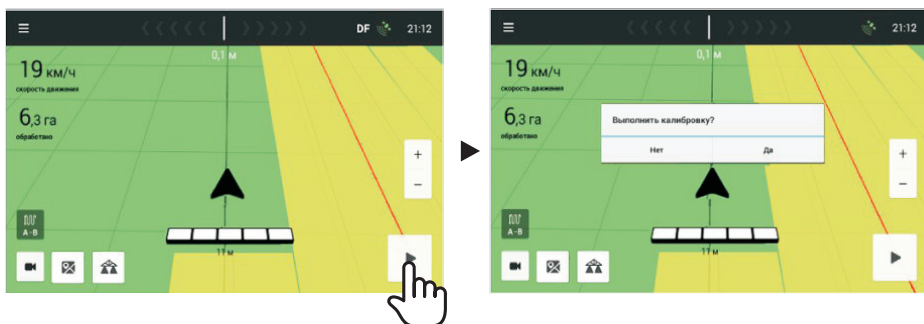 DF 21:12
0,1 м
19 км/ч
скорость движения
6,3 га
обработано
+
−
A-B
11 м
21:12
0,1 м
19 км/ч
скорость движения
6,3 га
обработано
Выполнить калибровку?
Нет Да
+
−
A-B
11 м